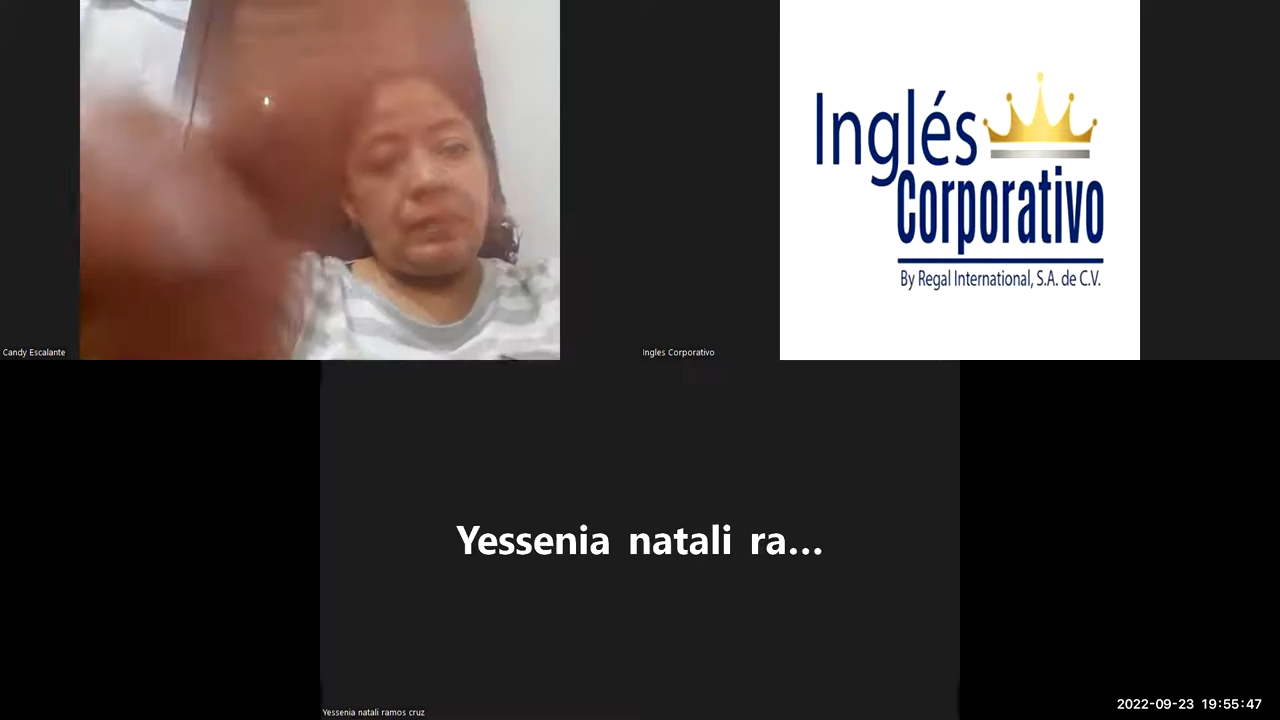 Inglés
Corporativo
By Regal International, S.A. de C.V.
Candy Escalante
Ingles Corporativo
Yessenia natali ra...
Yessenia natali ramos cruz
2022-09-23 19:55:47